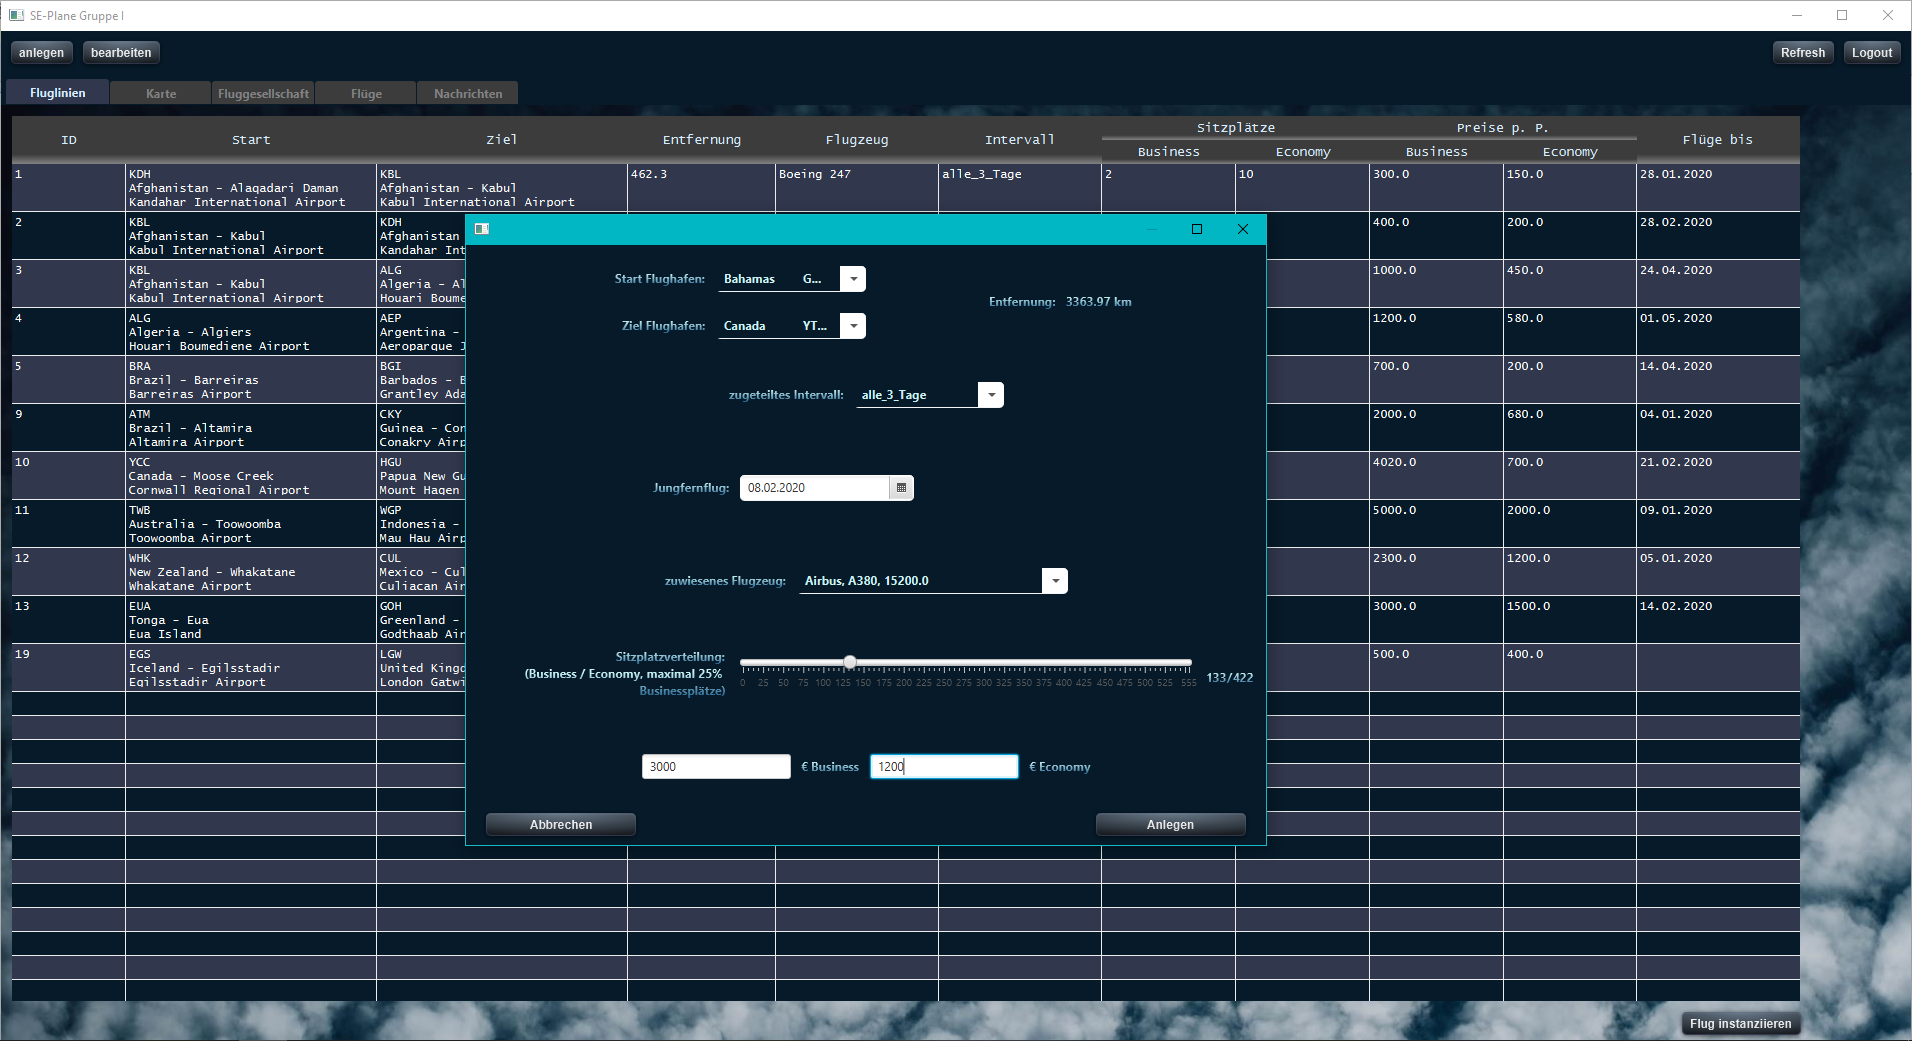 SE-Plane Gruppe I
anlegen bearbeiten Refresh Logout
Fluglinien Karte Fluggesellschaft Flüge Nachrichten
ID Start Ziel Entfernung Flugzeug Intervall Sitzplätze Preise p. P. Flüge bis
Business Economy Business Economy
1 KDH KBL 462.3 Boeing 247 alle_3_Tage 2 10 300.0 150.0 28.01.2020
Afghanistan - Alaqadari Daman Afghanistan - Kabul
Kandahar International Airport Kabul International Airport
2 KBL KDH 400.0 200.0 28.02.2020
Afghanistan - Kabul Afghanistan
Kabul International Airport Kandahar Int
3 KBL ALG 1000.0 450.0 24.04.2020
Afghanistan - Kabul Algeria - Al
Kabul International Airport Houari Boume
4 ALG AEP 1200.0 580.0 01.05.2020
Algeria - Algiers Argentina -
Houari Boumediene Airport Aeroparque J
5 BRA BGI 700.0 200.0 14.04.2020
Brazil - Barreiras Barbados - B
Barreiras Airport Grantley Ada
9 ATM CKY 2000.0 680.0 04.01.2020
Brazil - Altamira Guinea - Con
Altamira Airport Conakry Airp
10 YCC HGU 4020.0 700.0 21.02.2020
Canada - Moose Creek Papua New Gu
Cornwall Regional Airport Mount Hagen
11 TWB WGP 5000.0 2000.0 09.01.2020
Australia - Toowoomba Indonesia -
Toowoomba Airport Mau Hau Airp
12 WHK CUL 2300.0 1200.0 05.01.2020
New Zealand - Whakatane Mexico - Cul
Whakatane Airport Culiacan Air
13 EUA GOH 3000.0 1500.0 14.02.2020
Tonga - Eua Greenland -
Eua Island Godthaab Air
19 EGS LGW 500.0 400.0
Iceland - Egilsstadir United Kingd
Egilsstadir Airport London Gatwi
Start Flughafen: Bahamas G...
Entfernung: 3363.97 km
Ziel Flughafen: Canada YT...
zugeteiltes Intervall: alle_3_Tage
Jungfernflug: 08.02.2020
zuwiesenes Flugzeug: Airbus, A380, 15200.0
Sitzplatzverteilung:
(Business / Economy, maximal 25%
Businessplätze)
0 25 50 75 100 125 150 175 200 225 250 275 300 325 350 375 400 425 450 475 500 525 555
133/422
3000 € Business 1200 € Economy
Abbrechen Anlegen
Flug instanziieren